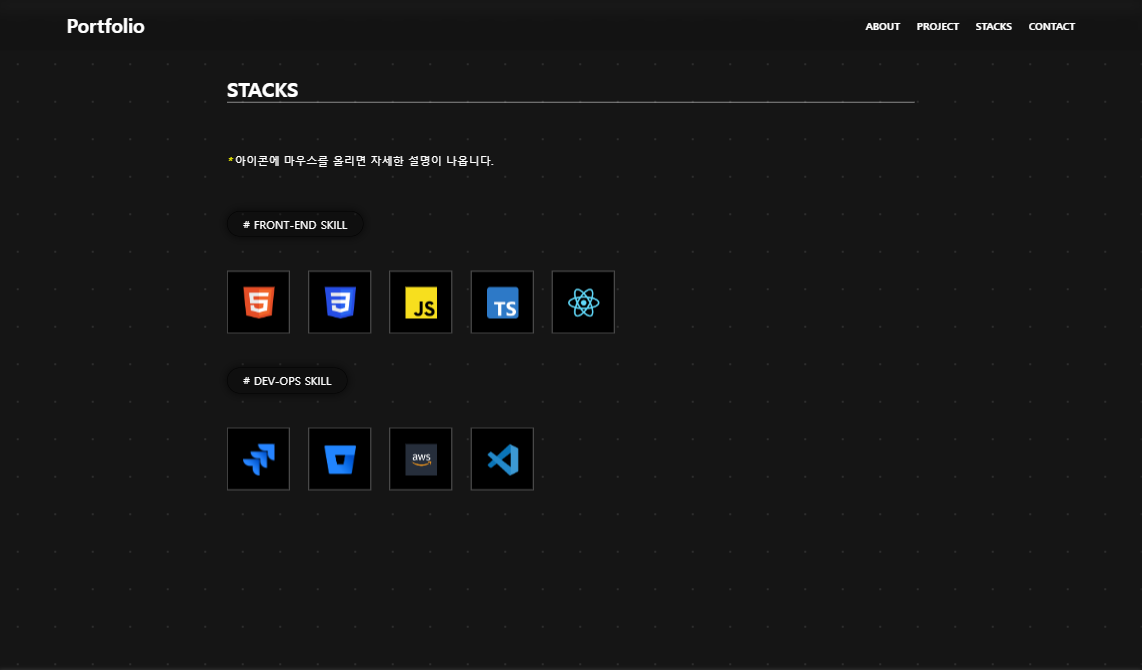 Portfolio
ABOUT PROJECT STACKS CONTACT
STACKS
*아이콘에 마우스를 올리면 자세한 설명이 나옵니다.
# FRONT-END SKILL
5 3 JS TS
# DEV-OPS SKILL
aws